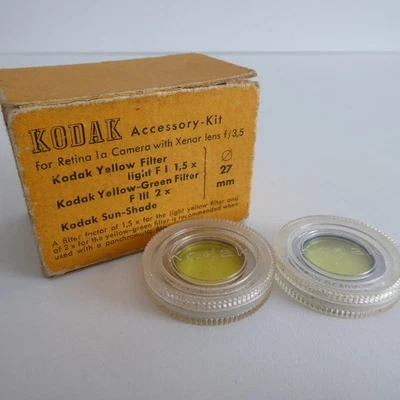 KODAK Accessory-Kit
for Retina Ia Camera with Xenar lens f/3,5
Kodak Yellow Filter
light F I 1,5 x
Kodak Yellow-Green Filter
F III 2 x
Kodak Sun-Shade
Ø
27
mm
A filter factor of 1,5 x for the light yellow filter and
of 2 x for the yellow-green filter is recommended when
used with a panchromatic
KODAK